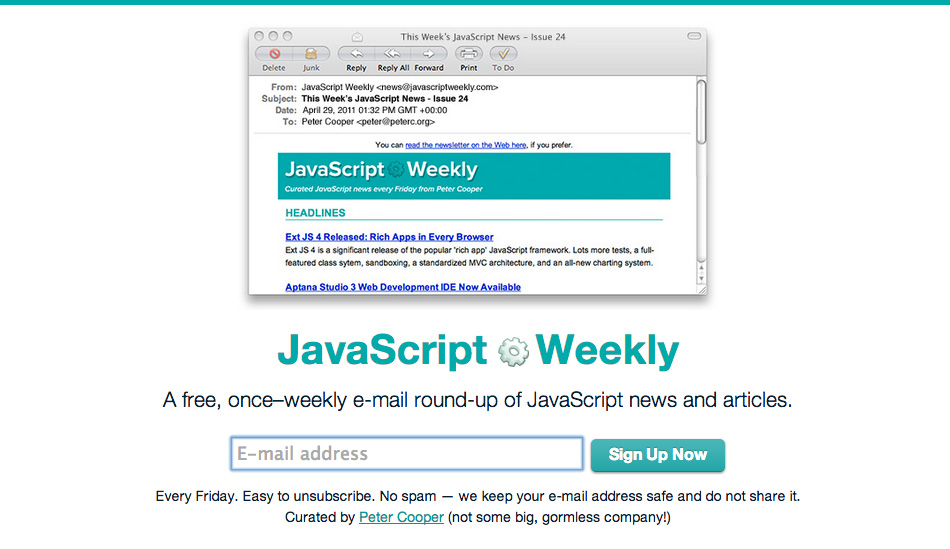 This Week's JavaScript News – Issue 24
Delete Junk Reply Reply All Forward Print To Do
From: JavaScript Weekly <news@javascriptweekly.com>
Subject: This Week's JavaScript News - Issue 24
Date: April 29, 2011 01:32 PM GMT +00:00
To: Peter Cooper <peter@peterc.org>
You can read the newsletter on the Web here, if you prefer.
JavaScript Weekly
Curated JavaScript news every Friday from Peter Cooper
HEADLINES
Ext JS 4 Released: Rich Apps in Every Browser
Ext JS 4 is a significant release of the popular 'rich app' JavaScript framework. Lots more tests, a full-
featured class sytem, sandboxing, a standardized MVC architecture, and an all-new charting system.
Aptana Studio 3 Web Development IDE Now Available
JavaScript Weekly
A free, once–weekly e-mail round-up of JavaScript news and articles.
E-mail address Sign Up Now
Every Friday. Easy to unsubscribe. No spam — we keep your e-mail address safe and do not share it.
Curated by Peter Cooper (not some big, gormless company!)